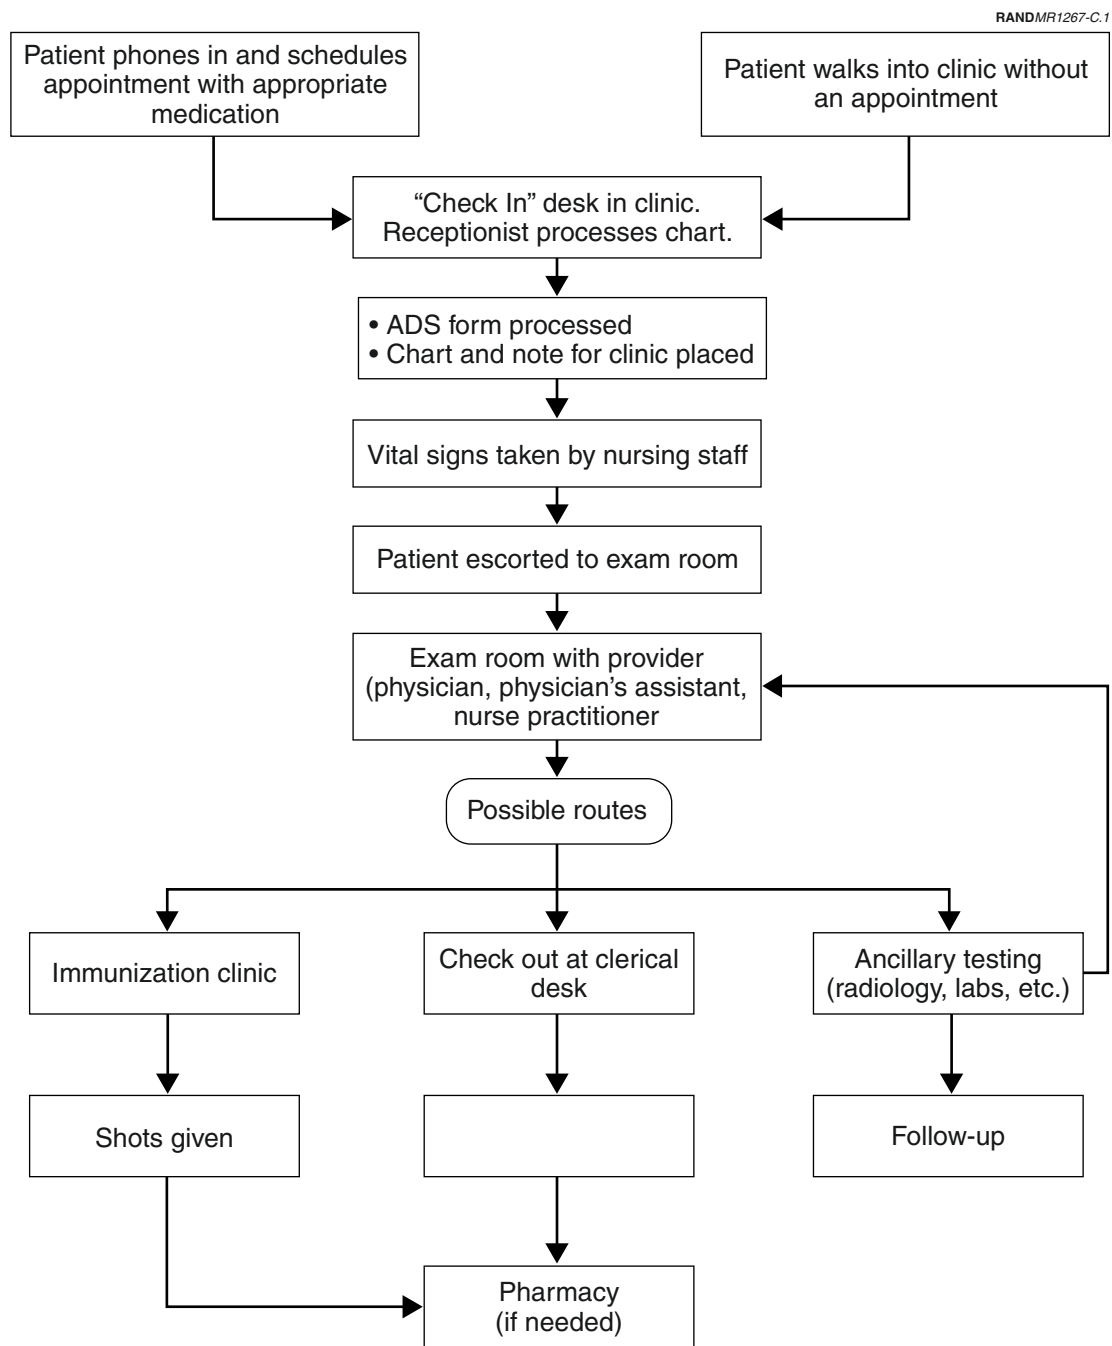 RANDMR1267-C.1
Patient phones in and schedules
appointment with appropriate
medication
Patient walks into clinic without
an appointment
“Check In” desk in clinic.
Receptionist processes chart.
• ADS form processed
• Chart and note for clinic placed
Vital signs taken by nursing staff
Patient escorted to exam room
Exam room with provider
(physician, physician’s assistant,
nurse practitioner
Possible routes
Immunization clinic
Check out at clerical
desk
Ancillary testing
(radiology, labs, etc.)
Shots given
Follow-up
Pharmacy
(if needed)